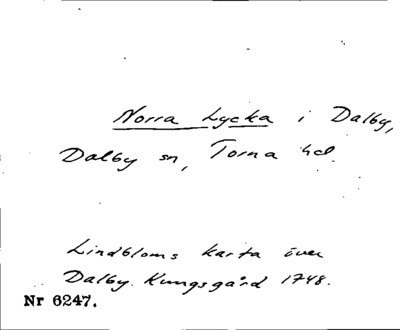 Norra Lycka i Dalby,
Dalby sn, Torna hd.
Lindbloms karta över
Dalby Kungsgård 1748.
Nr 6247.